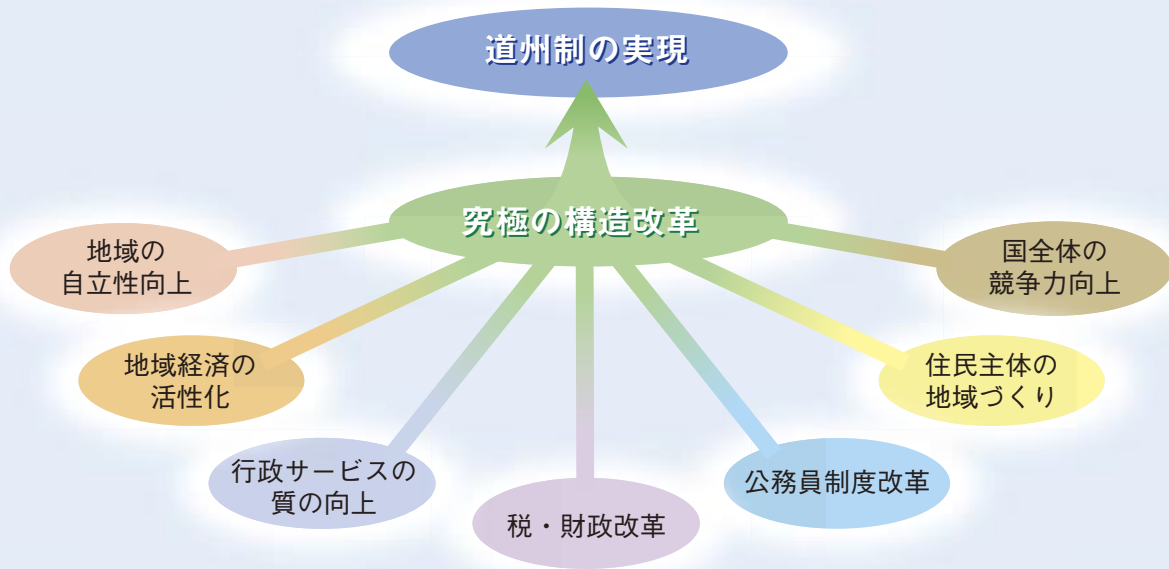 道州制の実現
究極の構造改革
地域の
自立性向上
地域経済の
活性化
行政サービスの
質の向上
税・財政改革
公務員制度改革
住民主体の
地域づくり
国全体の
競争力向上